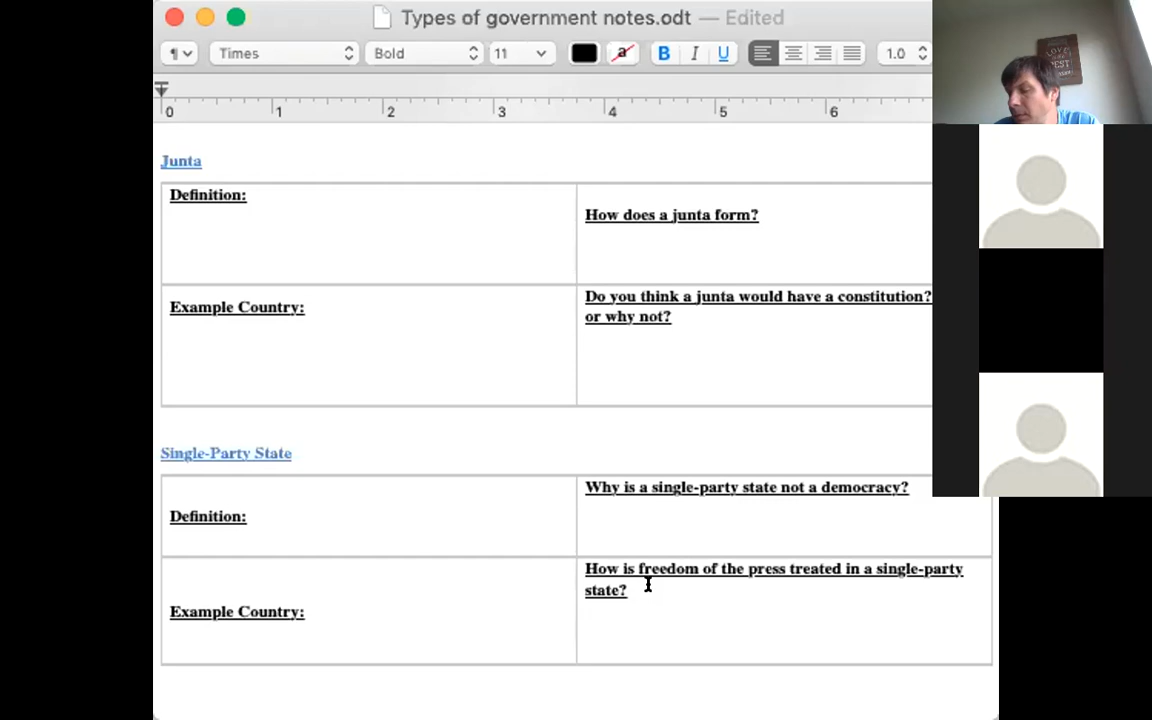 Types of government notes.odt — Edited
¶ Times Bold 11 a B I U 1.0
0 1 2 3 4 5 6
Junta
Definition:
How does a junta form?
Example Country:
Do you think a junta would have a constitution?
or why not?
Single-Party State
Definition:
Why is a single-party state not a democracy?
Example Country:
How is freedom of the press treated in a single-party
state?